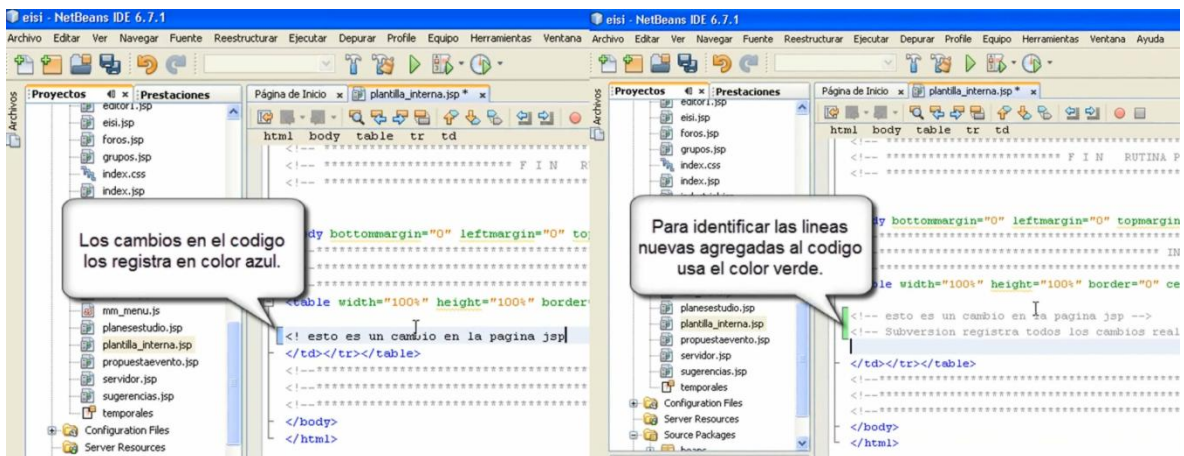 eisi - NetBeans IDE 6.7.1
Archivo Editar Ver Navegar Fuente Reestructurar Ejecutar Depurar Profile Equipo Herramientas Ventana
Archivos
Proyectos Prestaciones
editor1.jsp
eisi.jsp
foros.jsp
grupos.jsp
index.css
index.jsp
mm_menu.js
planesestudio.jsp
plantilla_interna.jsp
propuestaevento.jsp
servidor.jsp
sugerencias.jsp
temporales
Configuration Files
Server Resources
Página de Inicio x plantilla_interna.jsp * x
html body table tr td
<!-- ******************************
<!-- **************************** F I N
<!-- ******************************
Los cambios en el codigo
los registra en color azul.
dy bottommargin="0" leftmargin="0"
<table width="100%" height="100%" border
<! esto es un cambio en la pagina jsp
</td></tr></table>
<!--******************************
<!--******************************
<!--******************************
</body>
</html>
eisi - NetBeans IDE 6.7.1
Archivo Editar Ver Navegar Fuente Reestructurar Ejecutar Depurar Profile Equipo Herramientas Ventana Ayuda
Archivos
Proyectos Prestaciones
editor1.jsp
eisi.jsp
foros.jsp
grupos.jsp
index.css
index.jsp
planesestudio.jsp
plantilla_interna.jsp
propuestaevento.jsp
servidor.jsp
sugerencias.jsp
temporales
Configuration Files
Server Resources
Source Packages
Página de Inicio x plantilla_interna.jsp * x
html body table tr td
<!-- ******************************
<!-- **************************** F I N RUTINA P
<!-- ******************************
Para identificar las lineas
nuevas agregadas al codigo
usa el color verde.
dy bottommargin="0" leftmargin="0" topmargin
le width="100%" height="100%" border="0" ce
<!-- esto es un cambio en la pagina jsp -->
<!-- Subversion registra todos los cambios real
</td></tr></table>
<!--******************************
<!--******************************
<!--******************************
</body>
</html>